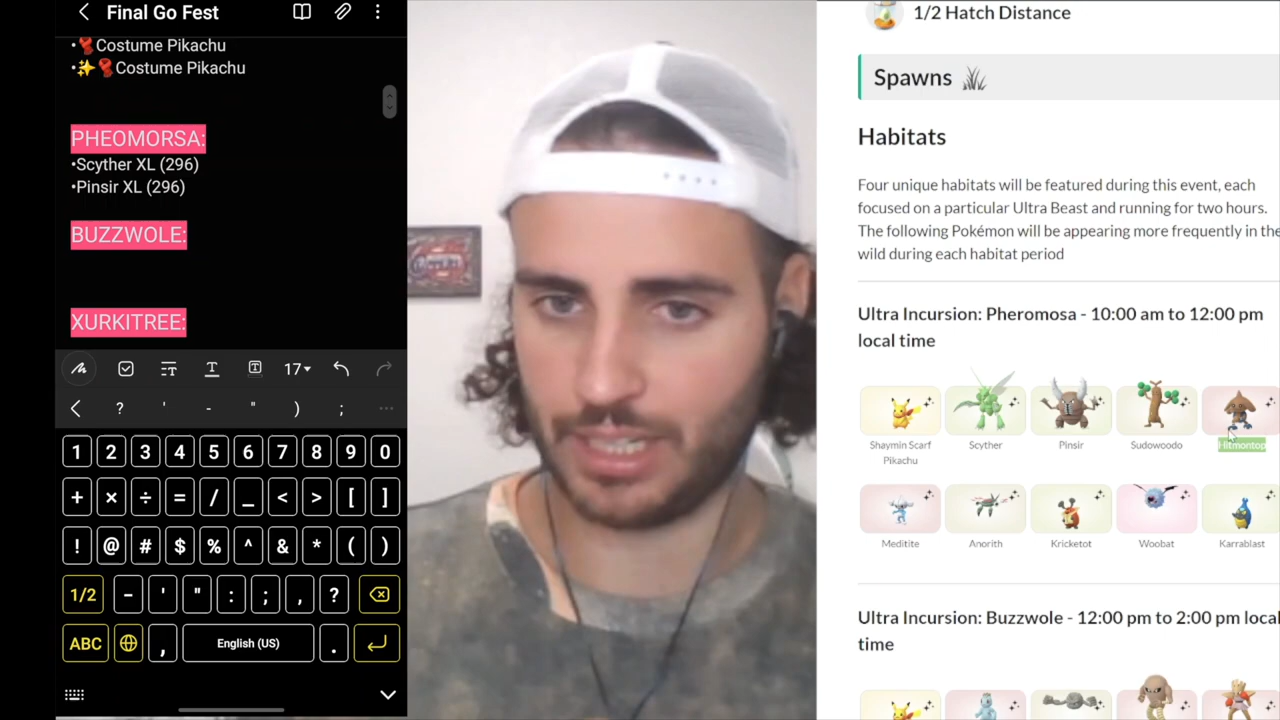 Final Go Fest
•Costume Pikachu
•✨Costume Pikachu
PHEOMORSA:
•Scyther XL (296)
•Pinsir XL (296)
BUZZWOLE:
XURKITREE:
17
? ' - " ) ; ...
1 2 3 4 5 6 7 8 9 0
+ × ÷ = / _ < > [ ]
! @ # $ % ^ & * ( )
1/2 - ' " : ; , ?
ABC , English (US) .
1/2 Hatch Distance
Spawns
Habitats
Four unique habitats will be featured during this event, each
focused on a particular Ultra Beast and running for two hours.
The following Pokémon will be appearing more frequently in the
wild during each habitat period
Ultra Incursion: Pheromosa - 10:00 am to 12:00 pm
local time
Shaymin Scarf
Pikachu
Scyther
Pinsir
Sudowoodo
Hitmontop
Meditite
Anorith
Kricketot
Woobat
Karrablast
Ultra Incursion: Buzzwole - 12:00 pm to 2:00 pm local
time